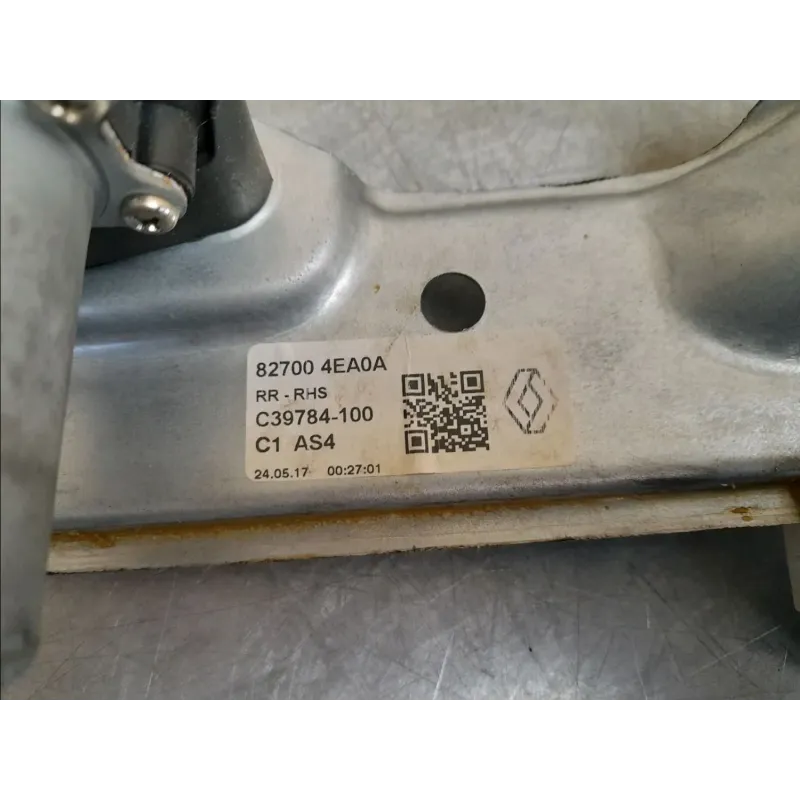 82700 4EA0A
RR - RHS
C39784-100
C1 AS4
24.05.17 00:27:01